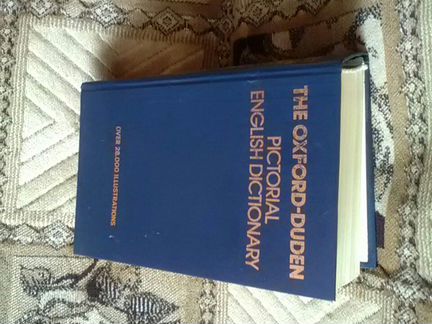 THE OXFORD-DUDEN
PICTORIAL
ENGLISH DICTIONARY
OVER 28,000 ILLUSTRATIONS